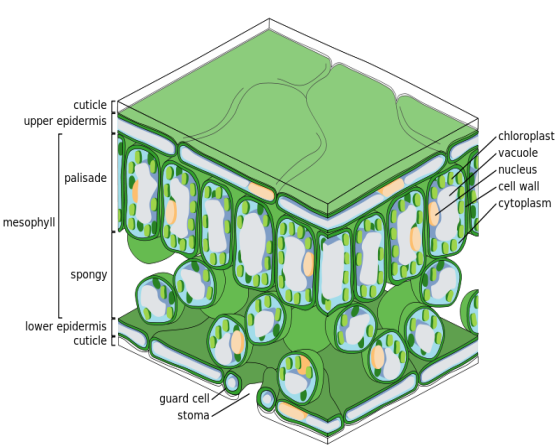 cuticle
upper epidermis
palisade
mesophyll
spongy
lower epidermis
cuticle
guard cell
stoma
chloroplast
vacuole
nucleus
cell wall
cytoplasm